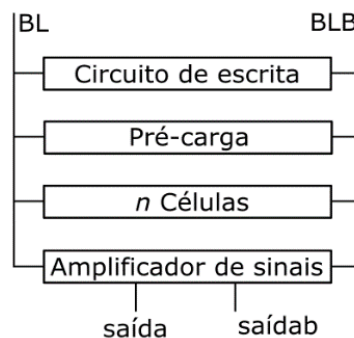 BL BLB
Circuito de escrita
Pré-carga
n Células
Amplificador de sinais
saída saídab